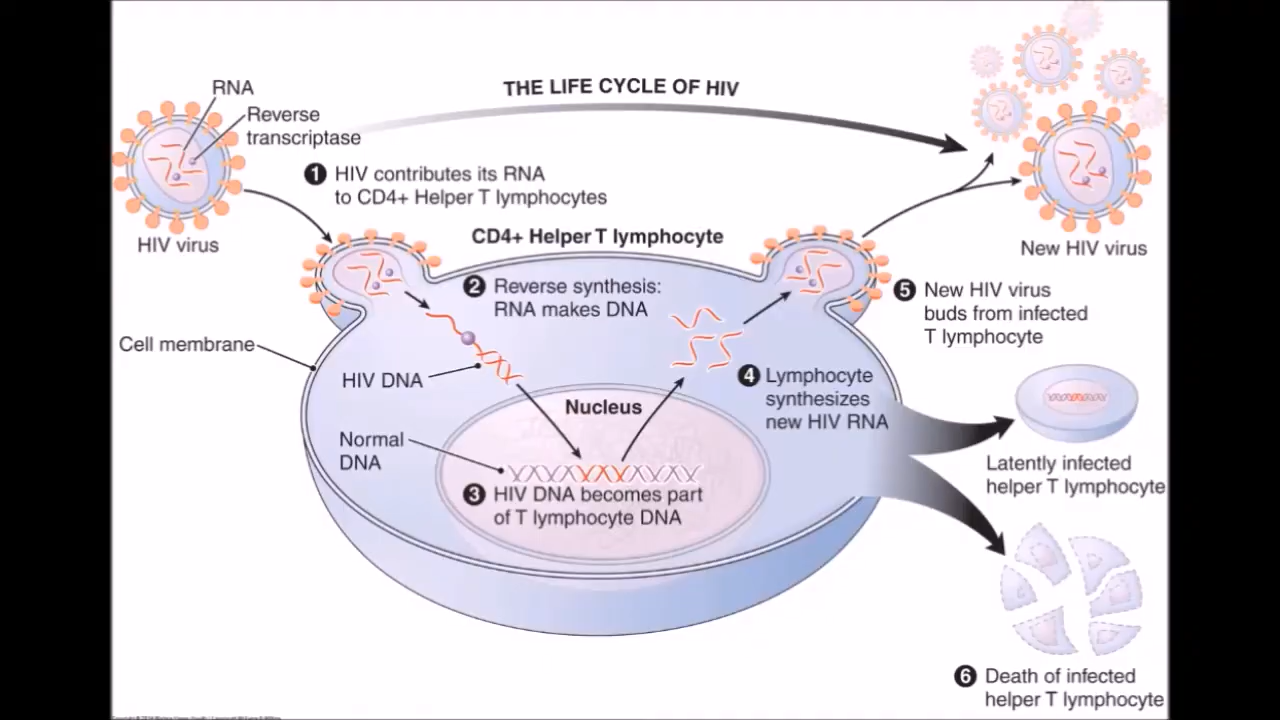 THE LIFE CYCLE OF HIV
RNA
Reverse
transcriptase
HIV virus
1 HIV contributes its RNA
to CD4+ Helper T lymphocytes
New HIV virus
CD4+ Helper T lymphocyte
2 Reverse synthesis:
RNA makes DNA
5 New HIV virus
buds from infected
T lymphocyte
Cell membrane
HIV DNA
4 Lymphocyte
synthesizes
new HIV RNA
Nucleus
Normal
DNA
3 HIV DNA becomes part
of T lymphocyte DNA
Latently infected
helper T lymphocyte
6 Death of infected
helper T lymphocyte